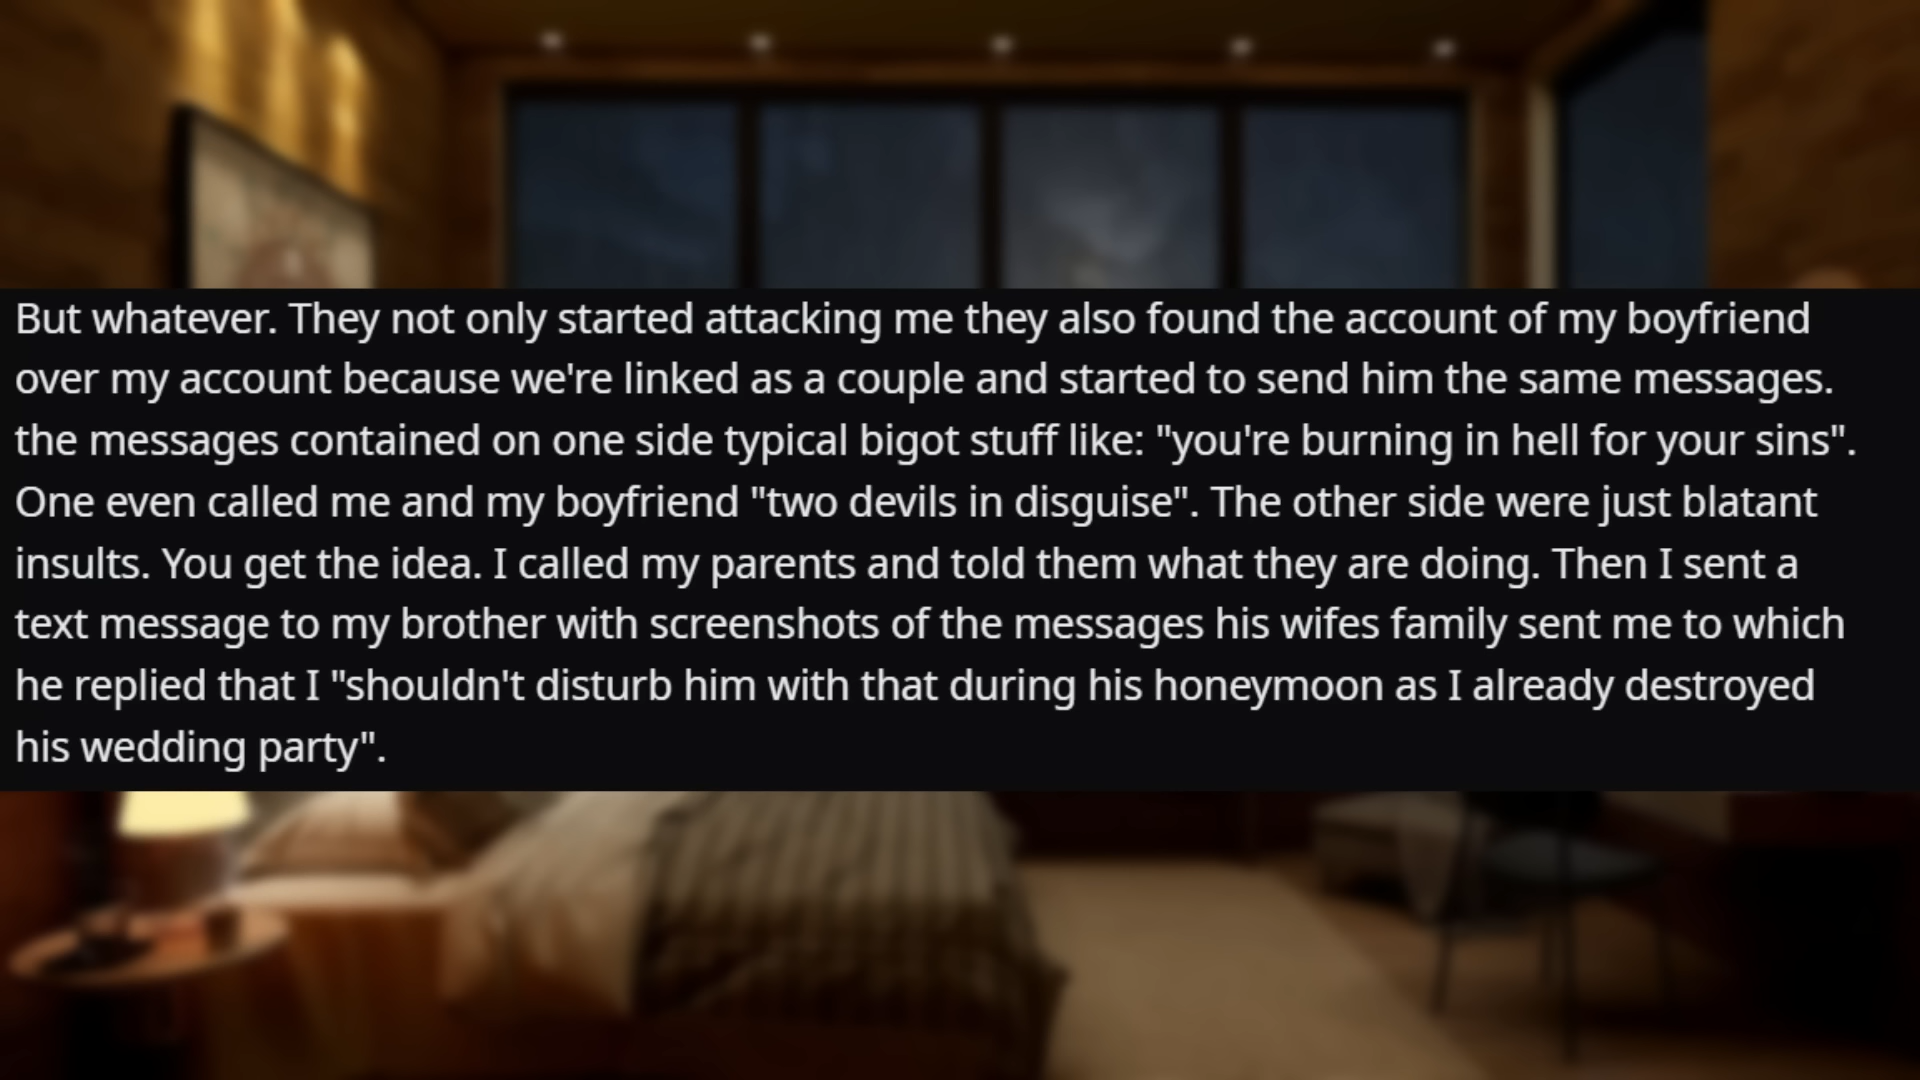 But whatever. They not only started attacking me they also found the account of my boyfriend
over my account because we're linked as a couple and started to send him the same messages.
the messages contained on one side typical bigot stuff like: "you're burning in hell for your sins".
One even called me and my boyfriend "two devils in disguise". The other side were just blatant
insults. You get the idea. I called my parents and told them what they are doing. Then I sent a
text message to my brother with screenshots of the messages his wifes family sent me to which
he replied that I "shouldn't disturb him with that during his honeymoon as I already destroyed
his wedding party".